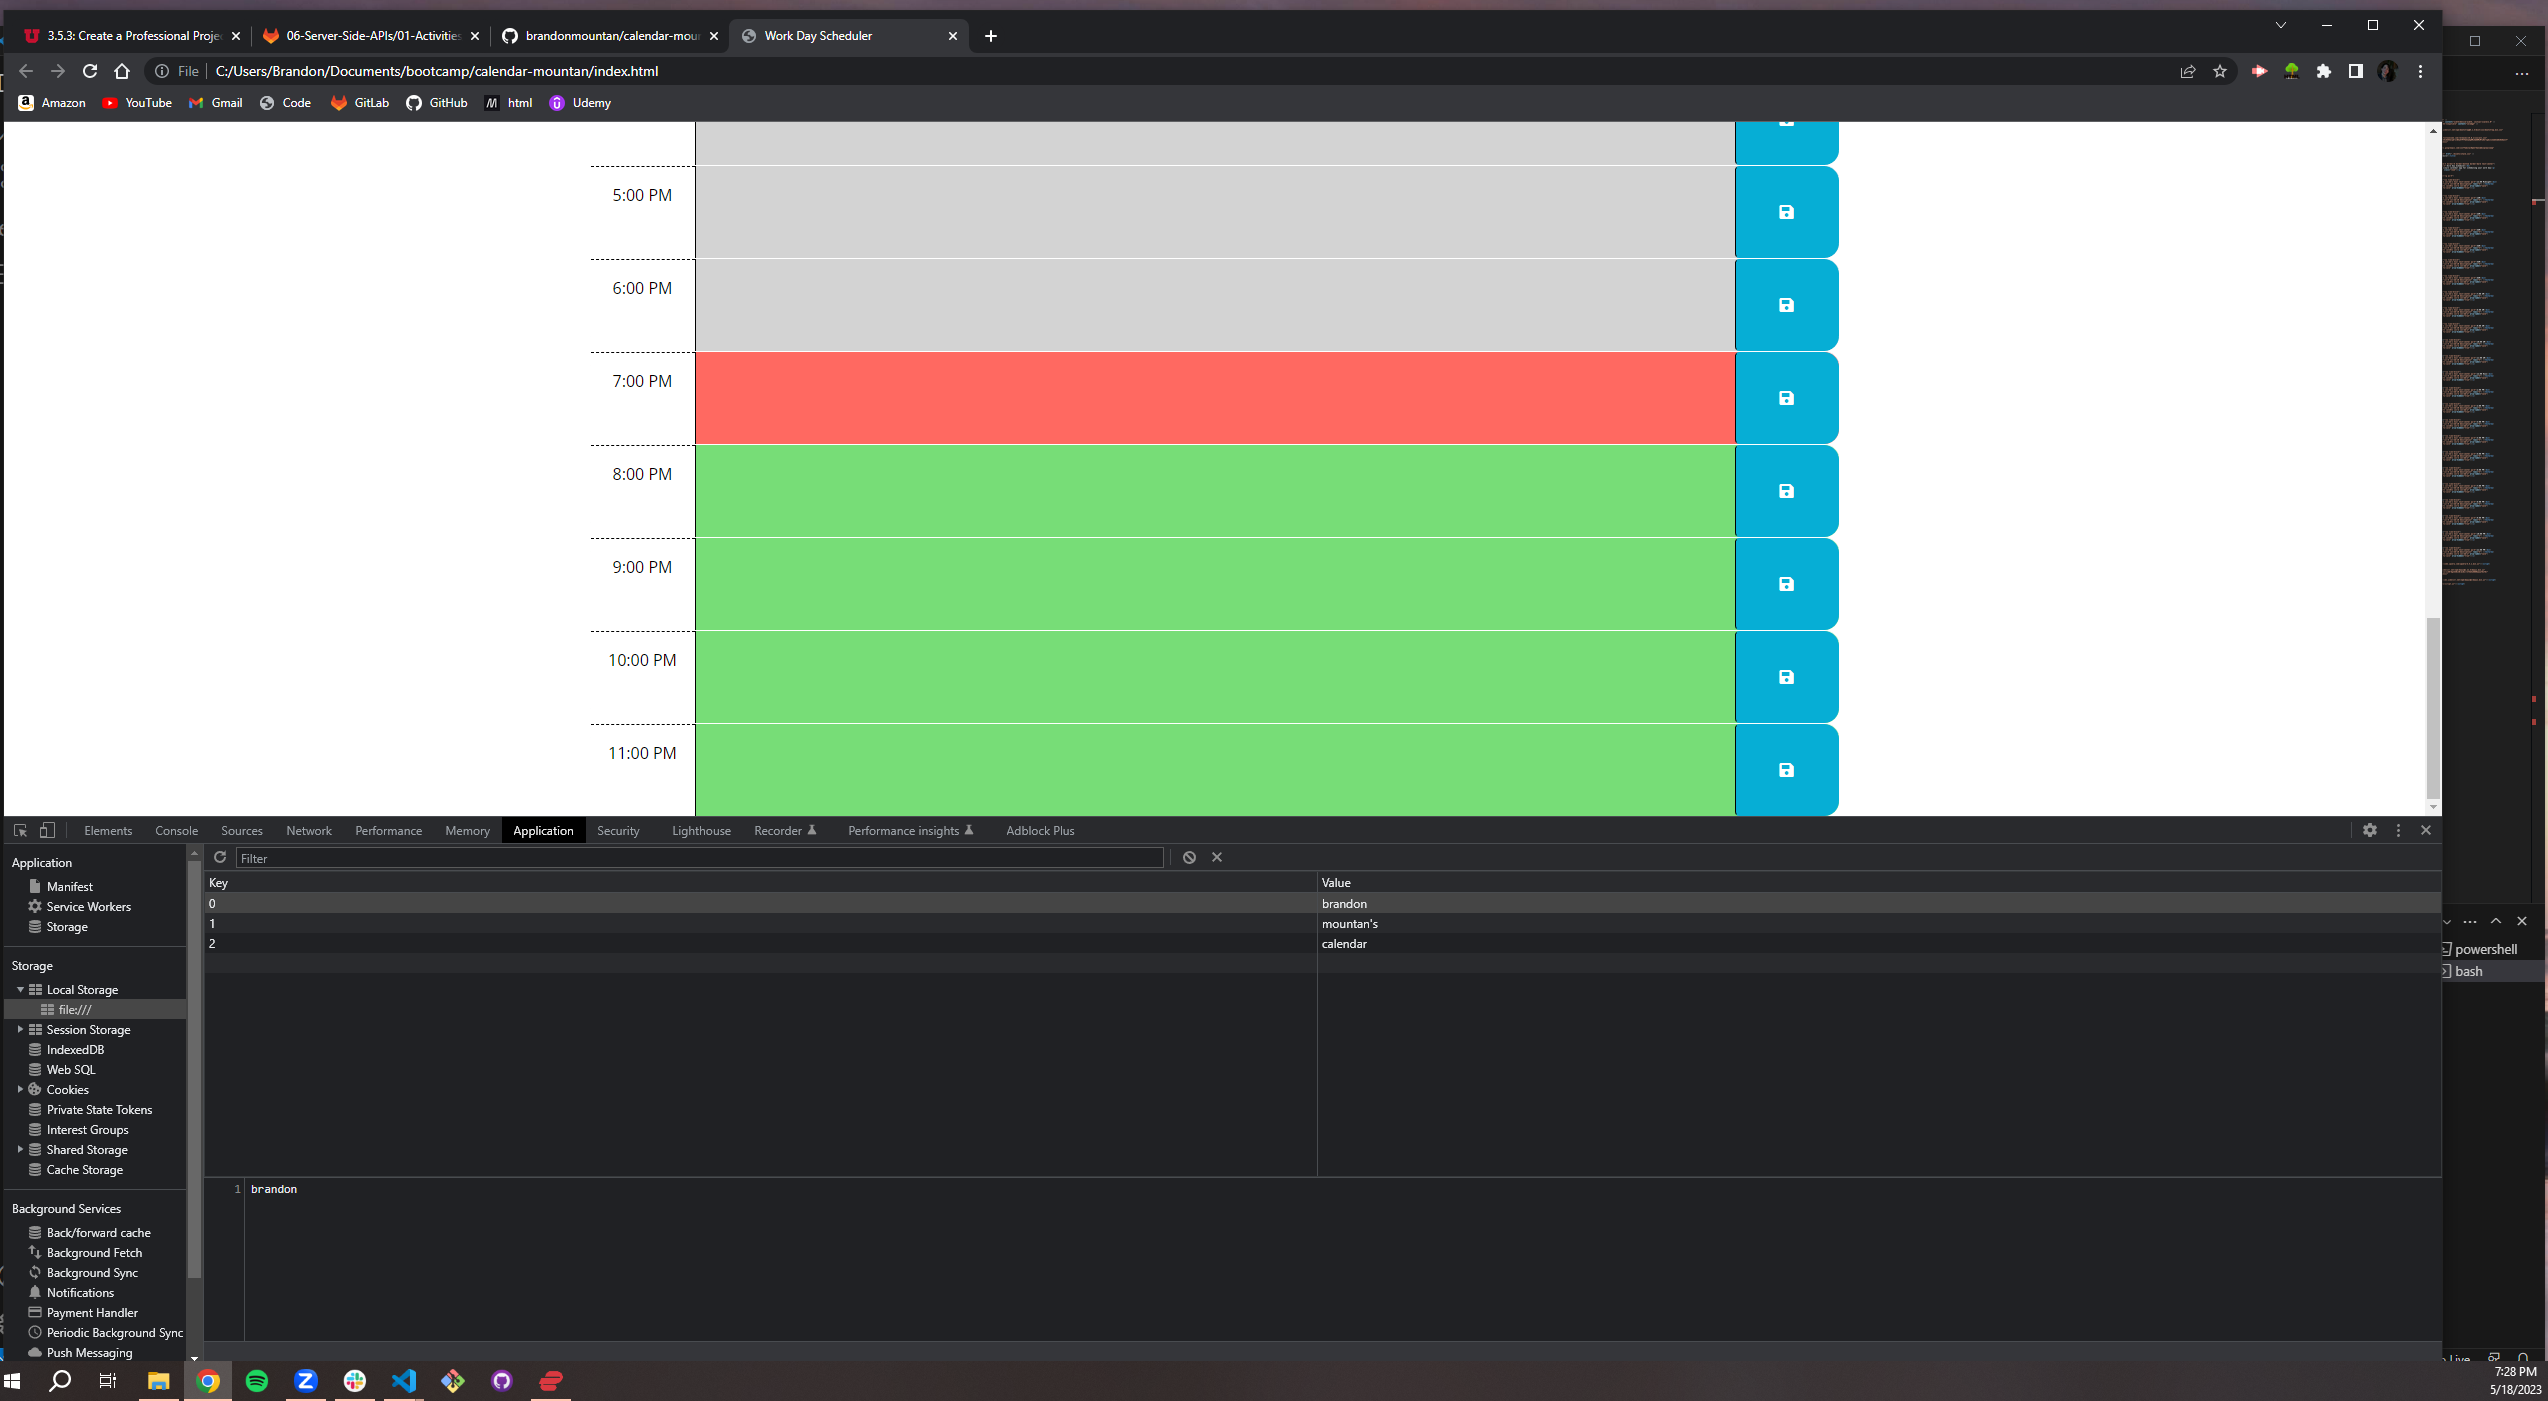 3.5.3: Create a Professional Proje
06-Server-Side-APIs/01-Activities
brandonmountan/calendar-moun
Work Day Scheduler
File
C:/Users/Brandon/Documents/bootcamp/calendar-mountan/index.html
Amazon
YouTube
Gmail
Code
GitLab
GitHub
html
Udemy
5:00 PM
6:00 PM
7:00 PM
8:00 PM
9:00 PM
10:00 PM
11:00 PM
Elements
Console
Sources
Network
Performance
Memory
Application
Security
Lighthouse
Recorder
Performance insights
Adblock Plus
Application
Manifest
Service Workers
Storage
Storage
Local Storage
file:///
Session Storage
IndexedDB
Web SQL
Cookies
Private State Tokens
Interest Groups
Shared Storage
Cache Storage
Background Services
Back/forward cache
Background Fetch
Background Sync
Notifications
Payment Handler
Periodic Background Sync
Push Messaging
Filter
Key Value
0 brandon
1 mountan's
2 calendar
1 brandon
powershell
bash
Live
7:28 PM
5/18/2023